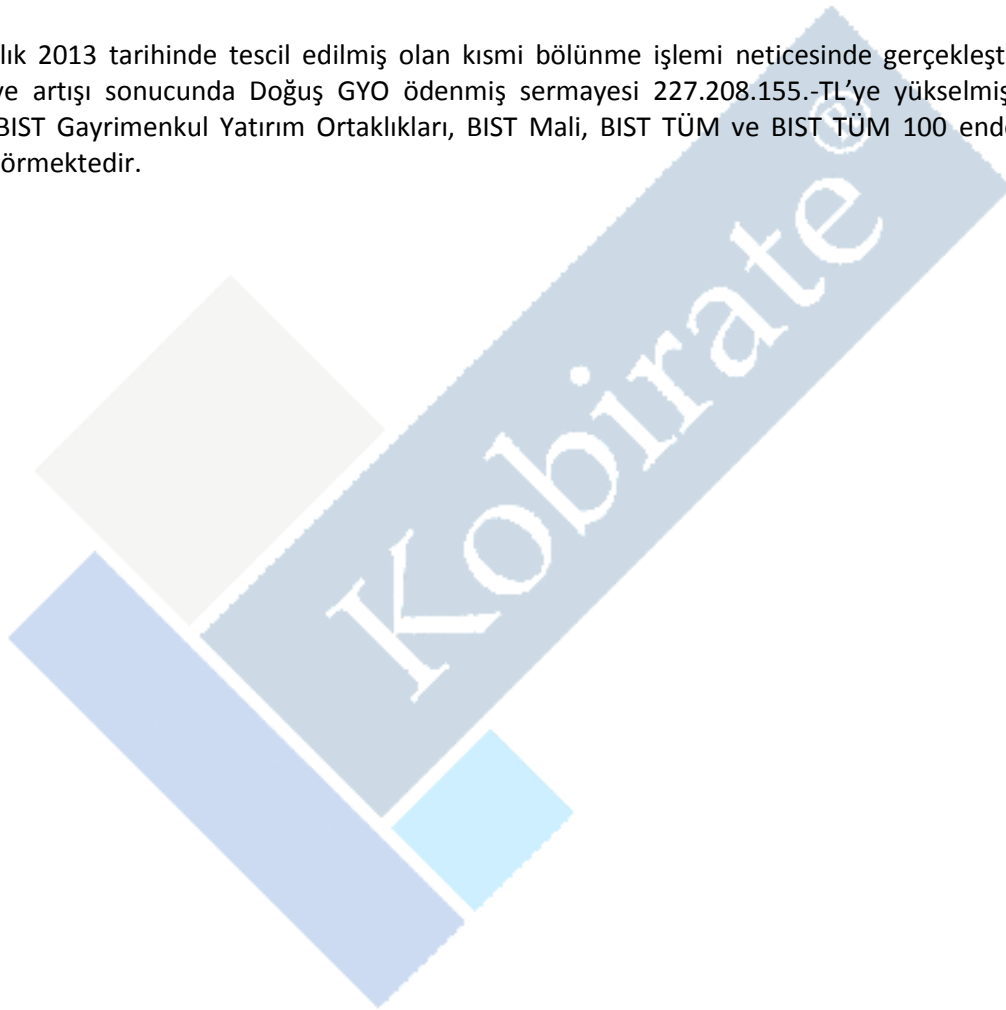 lık 2013 tarihinde tescil edilmiş olan kısmi bölünme işlemi neticesinde gerçekleşt
ye artışı sonucunda Doğuş GYO ödenmiş sermayesi 227.208.155.-TL’ye yükselmiş
BIST Gayrimenkul Yatırım Ortaklıkları, BIST Mali, BIST TÜM ve BIST TÜM 100 ende
örmektedir.
Kobirate ®